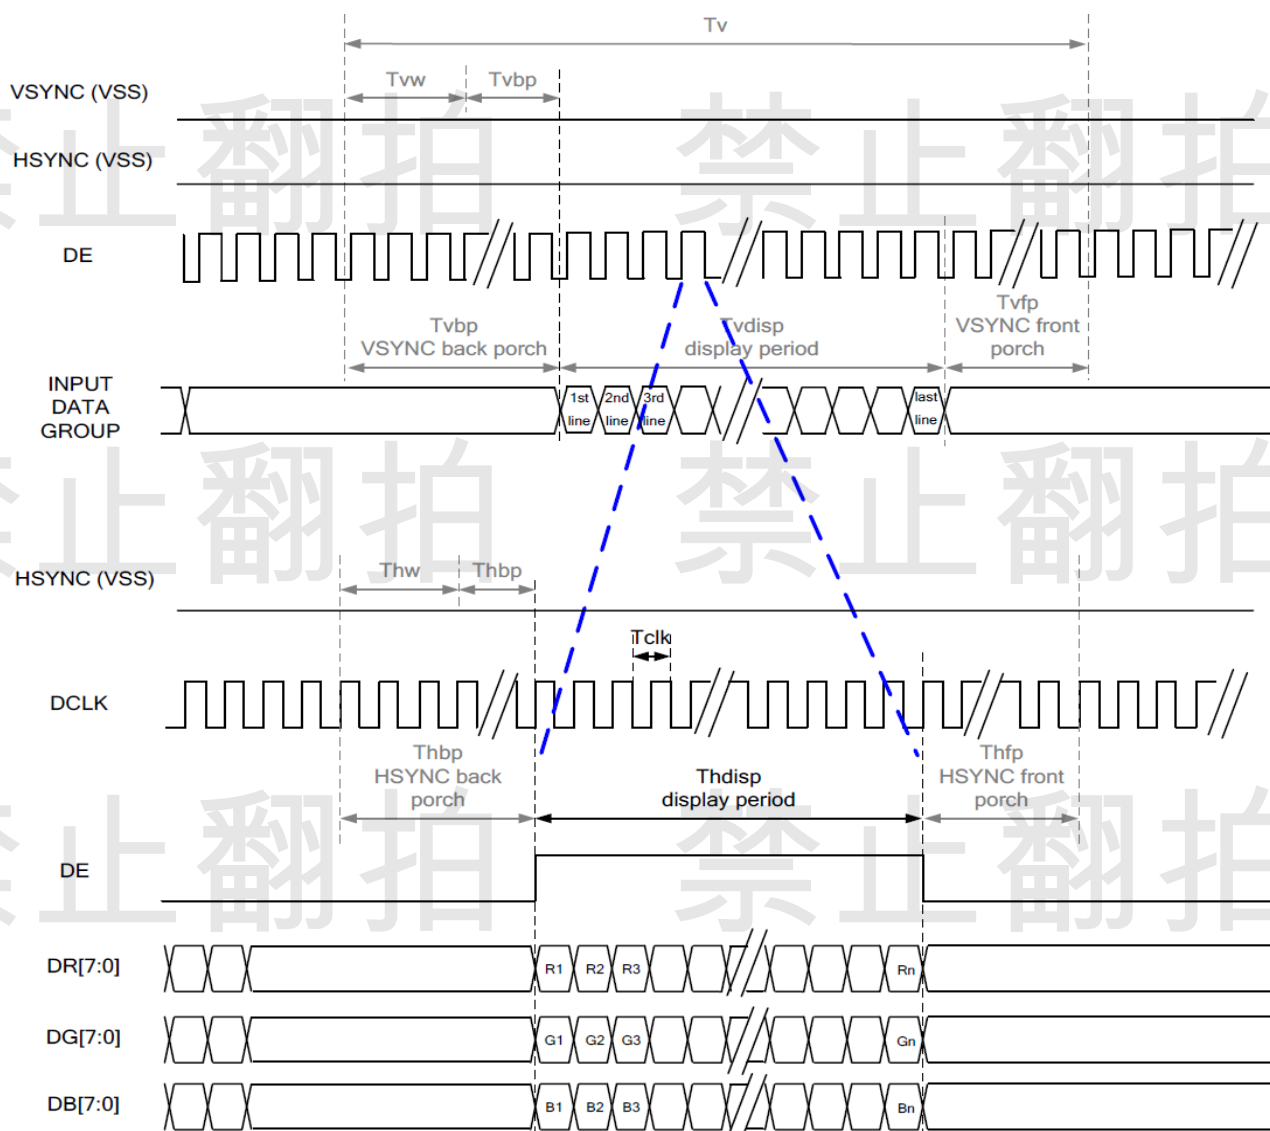 Tv
Tvw
Tvbp
VSYNC (VSS)
禁止翻拍
禁止翻拍
HSYNC (VSS)
DE
Tvbp
VSYNC back porch
Tvdisp
display period
Tvfp
VSYNC front
porch
INPUT
DATA
GROUP
1st
line
2nd
line
3rd
line
last
line
禁止翻拍
禁止翻拍
HSYNC (VSS)
Thw
Thbp
Tclk
DCLK
Thbp
HSYNC back
porch
Thdisp
display period
Thfp
HSYNC front
porch
禁止翻拍
禁止翻拍
DE
DR[7:0]
R1
R2
R3
Rn
DG[7:0]
G1
G2
G3
Gn
DB[7:0]
B1
B2
B3
Bn